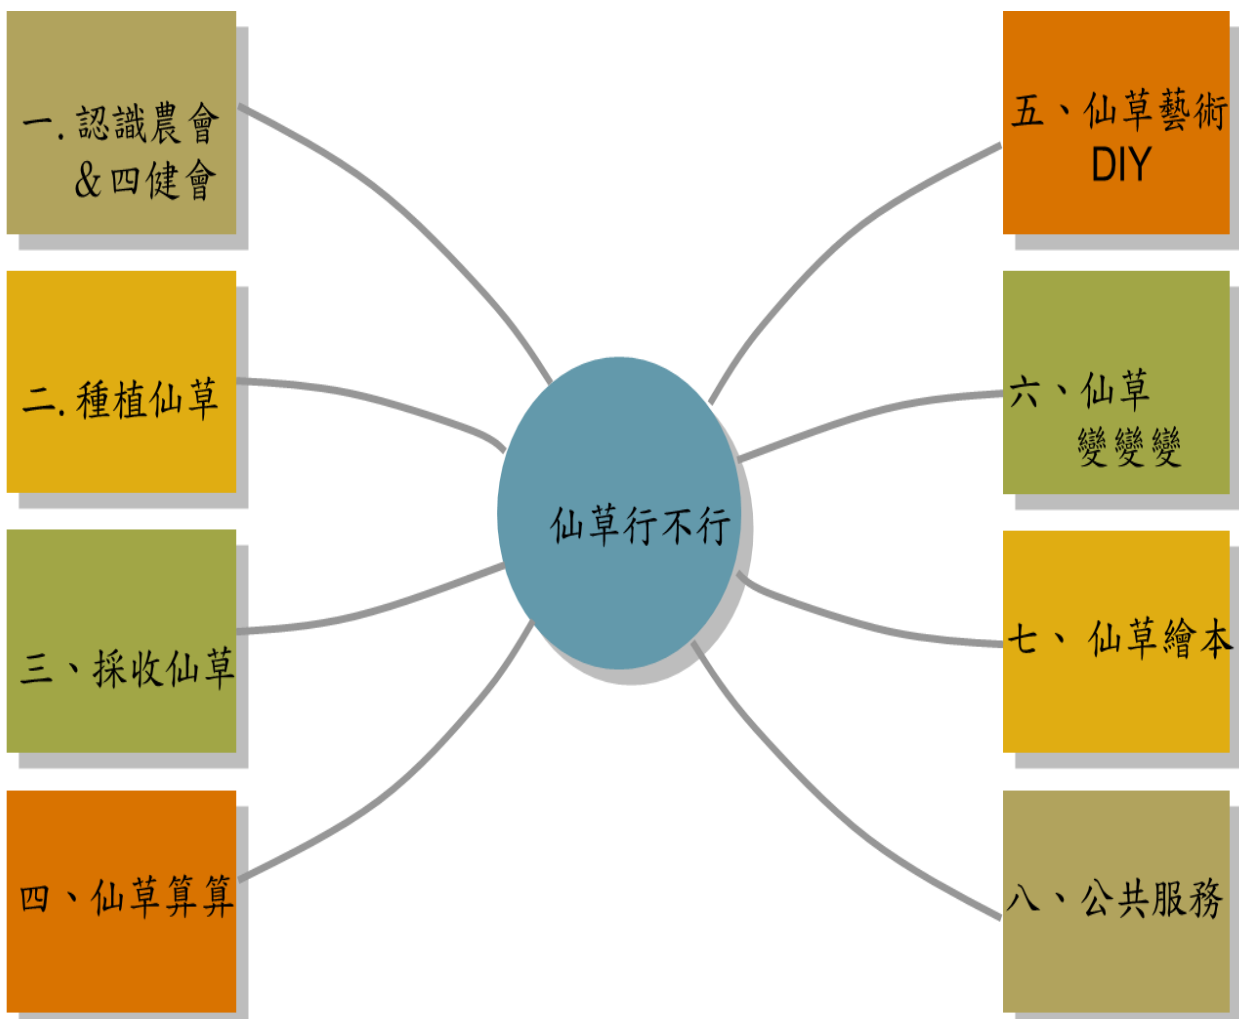 一. 認識農會
&四健會
二. 種植仙草
三、採收仙草
四、仙草算算
仙草行不行
五、仙草藝術
DIY
六、仙草
變變變
七、 仙草繪本
八、公共服務